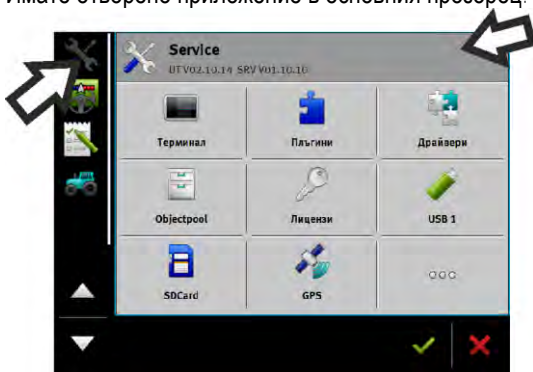 Имате отворено приложение в основния прозорец.
Service
UTV02.10.14 SRV V01.10.10
Терминал
Плъгини
Драйвери
Objectpool
Лицензи
USB 1
SDCard
GPS